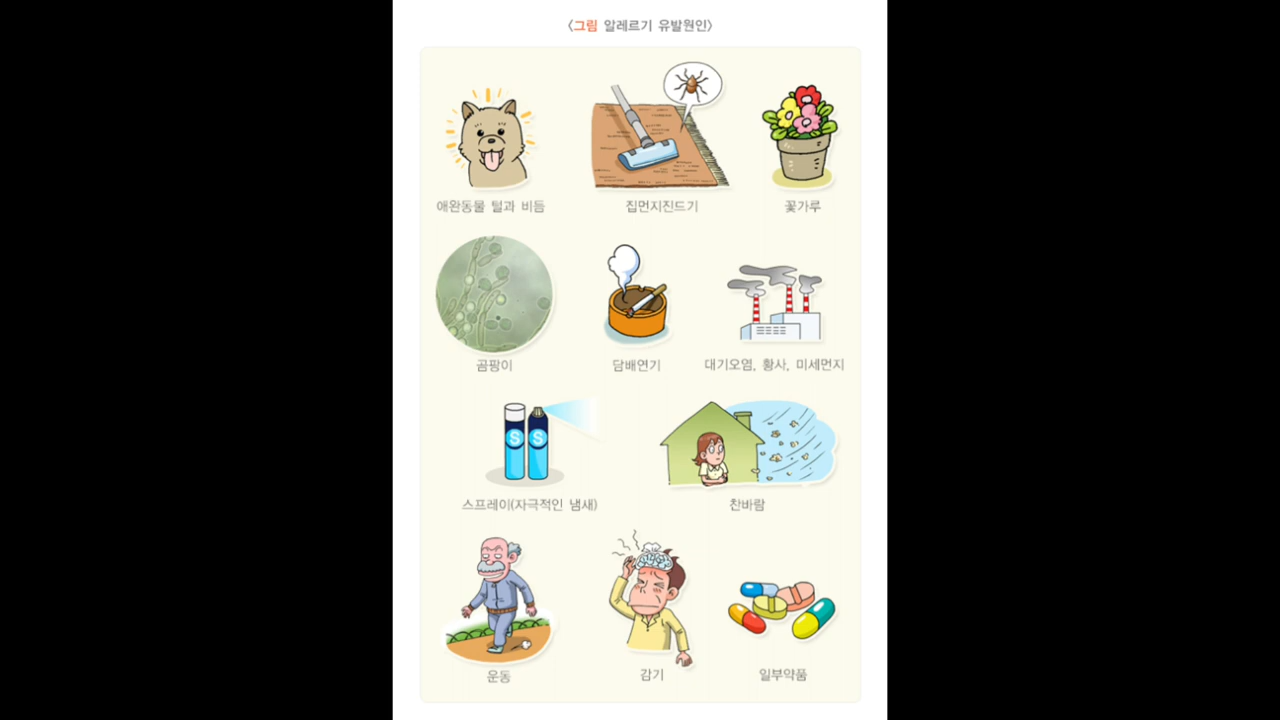 <그림 알레르기 유발원인>
애완동물 털과 비듬
집먼지진드기
꽃가루
곰팡이
담배연기
대기오염, 황사, 미세먼지
S S
스프레이(자극적인 냄새)
찬바람
운동
감기
일부약품